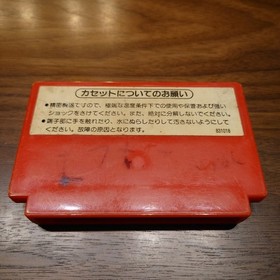 カセットについてのお願い
●精密機器ですので、極端な温度条件下での使用や保管および強い
ショックをさけてください。また、絶対に分解しないでください。
●端子部に手を触れたり、水にぬらしたりして汚さないようにして
ください。故障の原因となります。